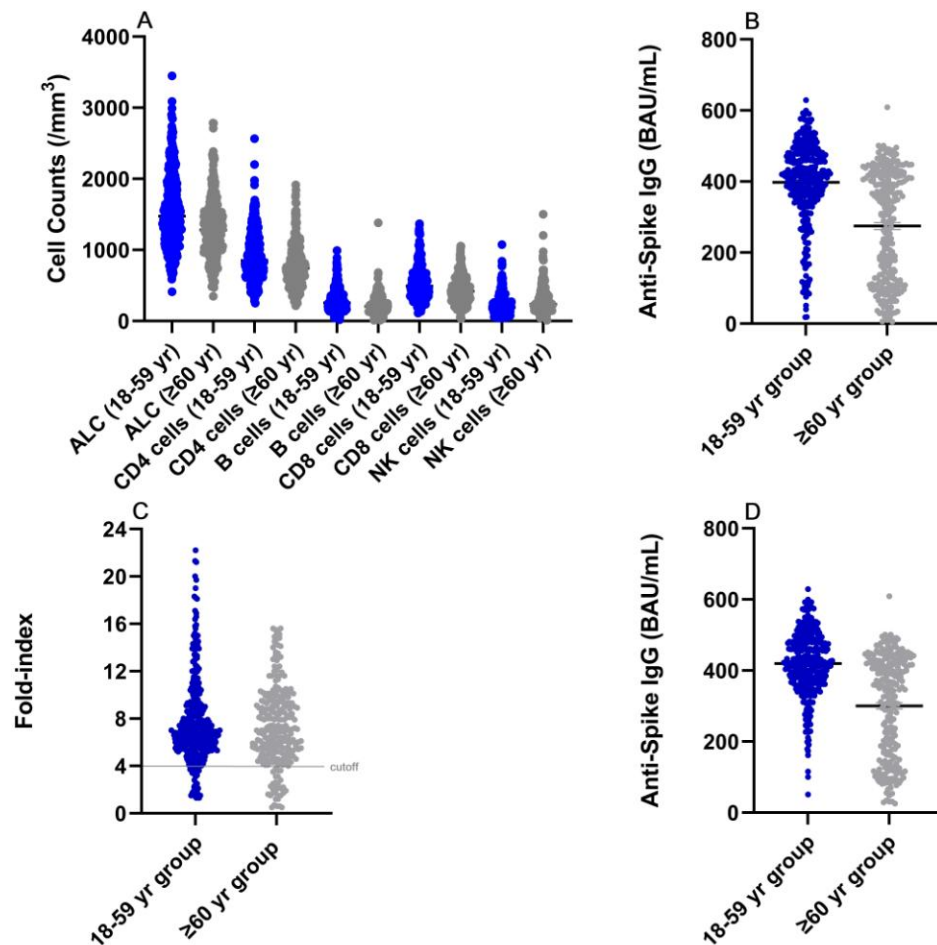 A
Cell Counts (/mm³)
4000
3000
2000
1000
0
ALC (18-59 yr)
ALC (≥60 yr)
CD4 cells (18-59 yr)
CD4 cells (≥60 yr)
B cells (18-59 yr)
B cells (≥60 yr)
CD8 cells (18-59 yr)
CD8 cells (≥60 yr)
NK cells (18-59 yr)
NK cells (≥60 yr)
B
Anti-Spike IgG (BAU/mL)
800
600
400
200
0
18-59 yr group
≥60 yr group
C
Fold-index
24
20
16
12
8
4
0
cutoff
18-59 yr group
≥60 yr group
D
Anti-Spike IgG (BAU/mL)
800
600
400
200
0
18-59 yr group
≥60 yr group